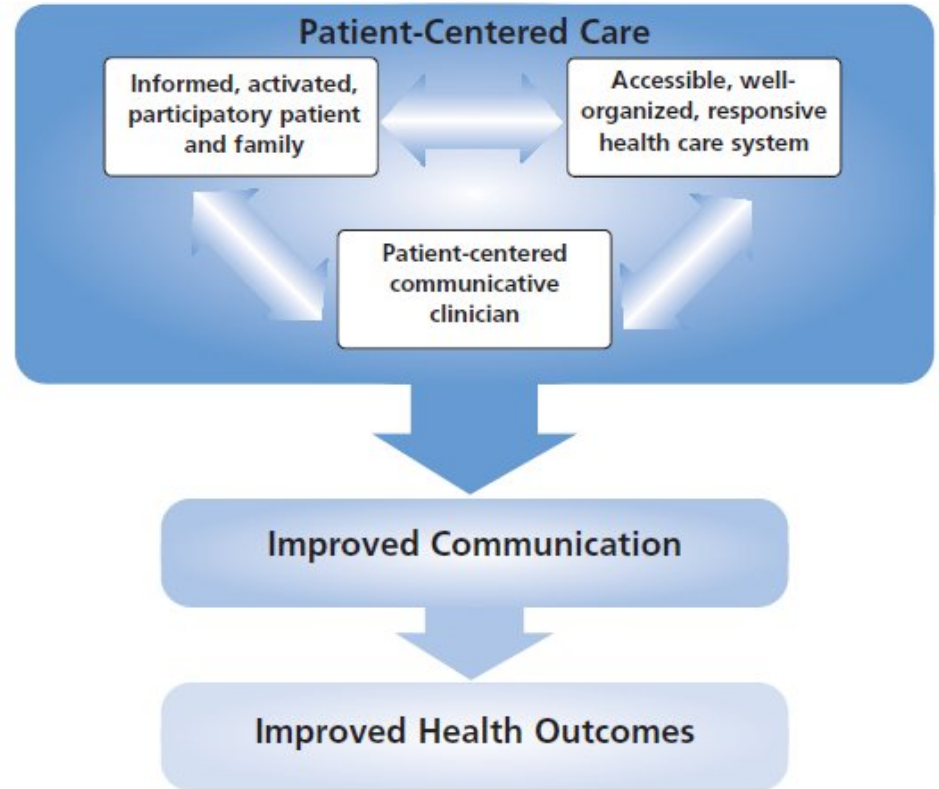 Patient-Centered Care
Informed, activated,
participatory patient
and family
Accessible, well-
organized, responsive
health care system
Patient-centered
communicative
clinician
Improved Communication
Improved Health Outcomes